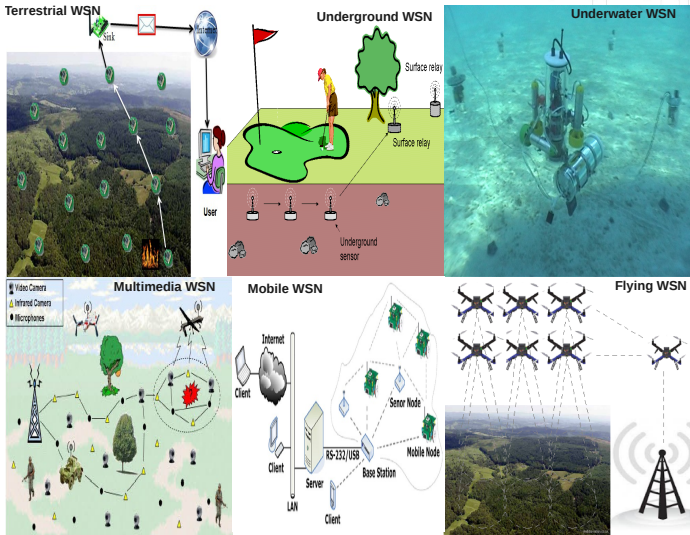 Terrestrial WSN
Sink
Internet
User
Underground WSN
Surface relay
Surface relay
Underground
sensor
Underwater WSN
Multimedia WSN
Video Camera
Infrared Camera
Microphones
?
Mobile WSN
Internet
Client
Client
Server
LAN
RS-232/USB
Base Station
Client
Senor Node
Mobile Node
Flying WSN